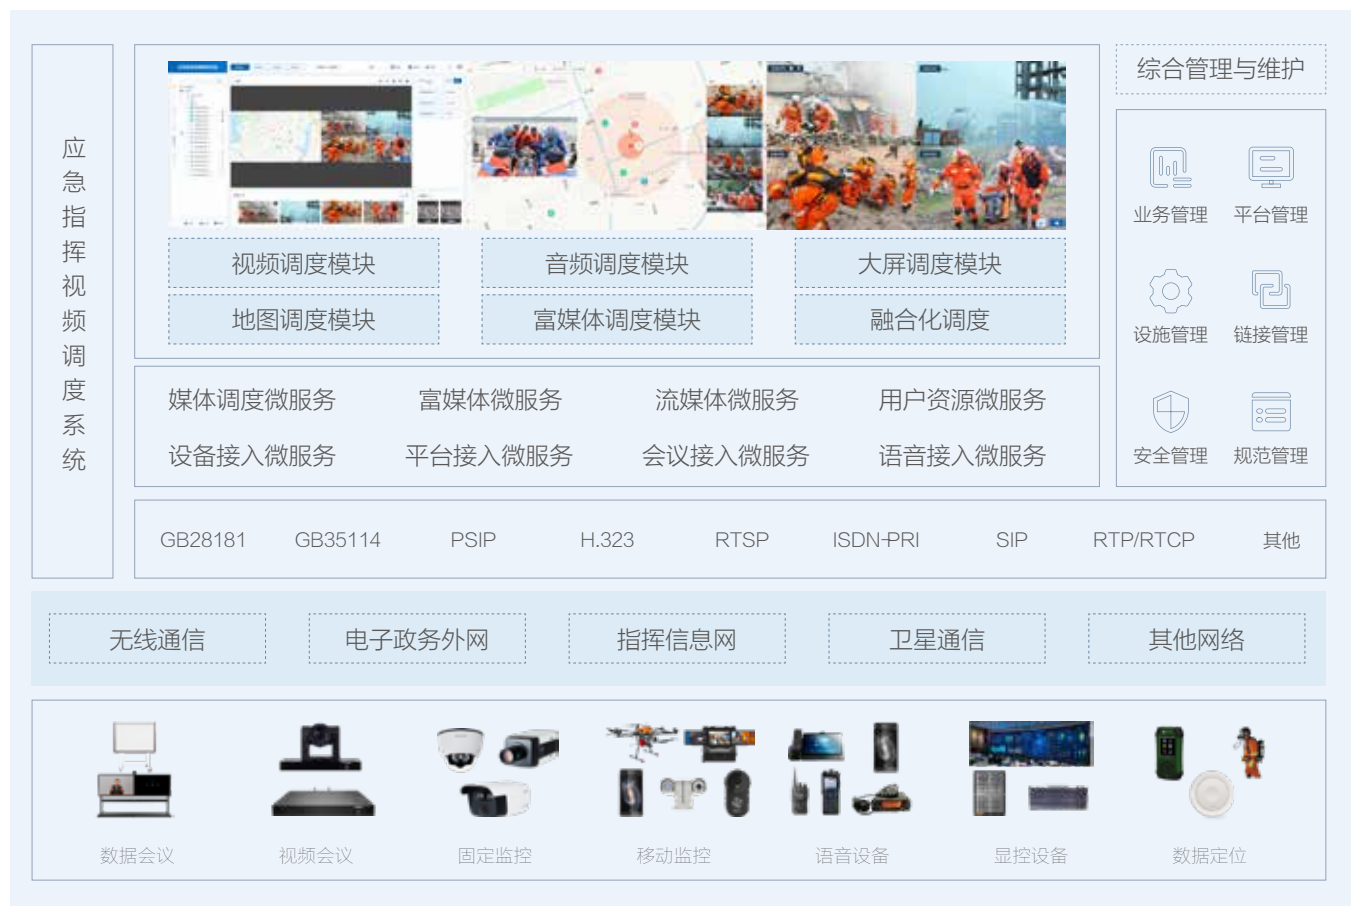 应急指挥视频调度系统
视频调度模块 音频调度模块 大屏调度模块
地图调度模块 富媒体调度模块 融合化调度
媒体调度微服务 富媒体微服务 流媒体微服务 用户资源微服务
设备接入微服务 平台接入微服务 会议接入微服务 语音接入微服务
综合管理与维护
业务管理 平台管理
设施管理 链接管理
安全管理 规范管理
GB28181 GB35114 PSIP H.323 RTSP ISDN-PRI SIP RTP/RTCP 其他
无线通信 电子政务外网 指挥信息网 卫星通信 其他网络
数据会议 视频会议 固定监控 移动监控 语音设备 显控设备 数据定位